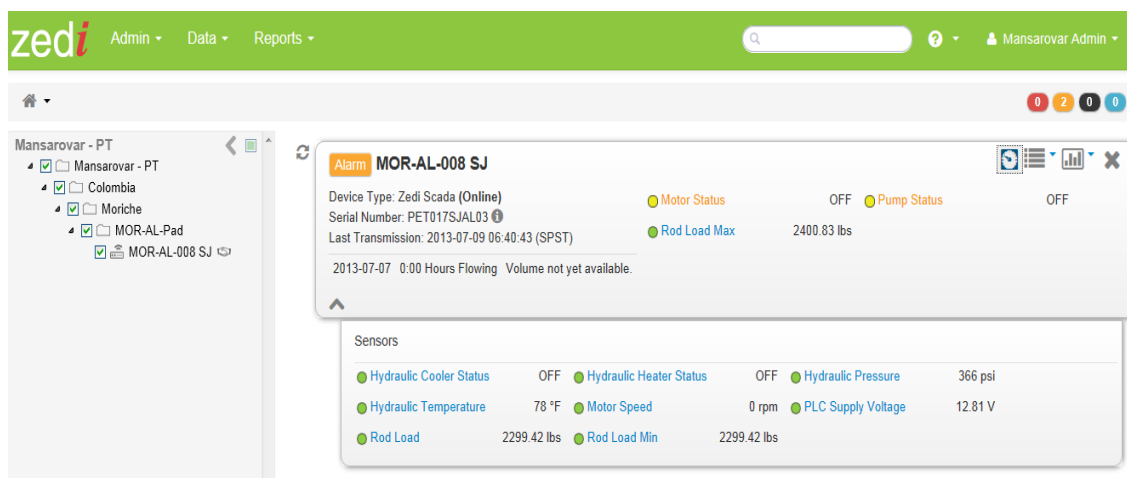 zedi Admin Data Reports ? Mansarovar Admin
0 2 0 0
Mansarovar - PT
Mansarovar - PT
Colombia
Moriche
MOR-AL-Pad
MOR-AL-008 SJ
Alarm MOR-AL-008 SJ
Device Type: Zedi Scada (Online)
Serial Number: PET017SJAL03
Last Transmission: 2013-07-09 06:40:43 (SPST)
Motor Status OFF Pump Status OFF
Rod Load Max 2400.83 lbs
2013-07-07 0:00 Hours Flowing Volume not yet available.
Sensors
Hydraulic Cooler Status OFF Hydraulic Heater Status OFF Hydraulic Pressure 366 psi
Hydraulic Temperature 78 °F Motor Speed 0 rpm PLC Supply Voltage 12.81 V
Rod Load 2299.42 lbs Rod Load Min 2299.42 lbs